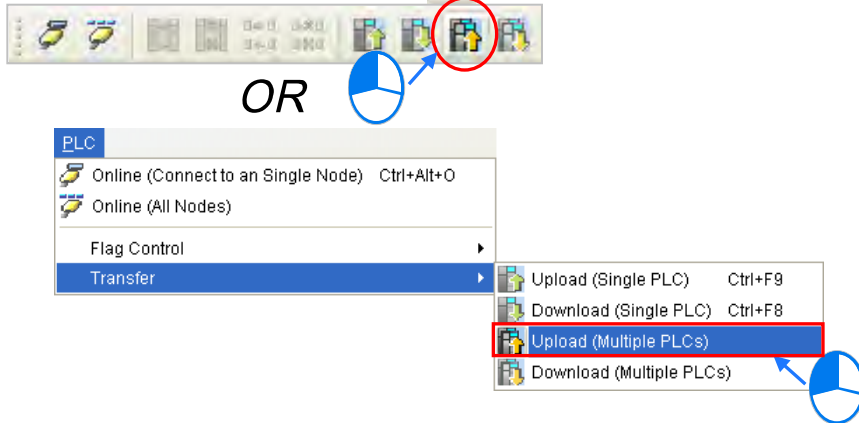 OR
PLC
Online (Connect to an Single Node) Ctrl+Alt+O
Online (All Nodes)
Flag Control
Transfer
Upload (Single PLC) Ctrl+F9
Download (Single PLC) Ctrl+F8
Upload (Multiple PLCs)
Download (Multiple PLCs)